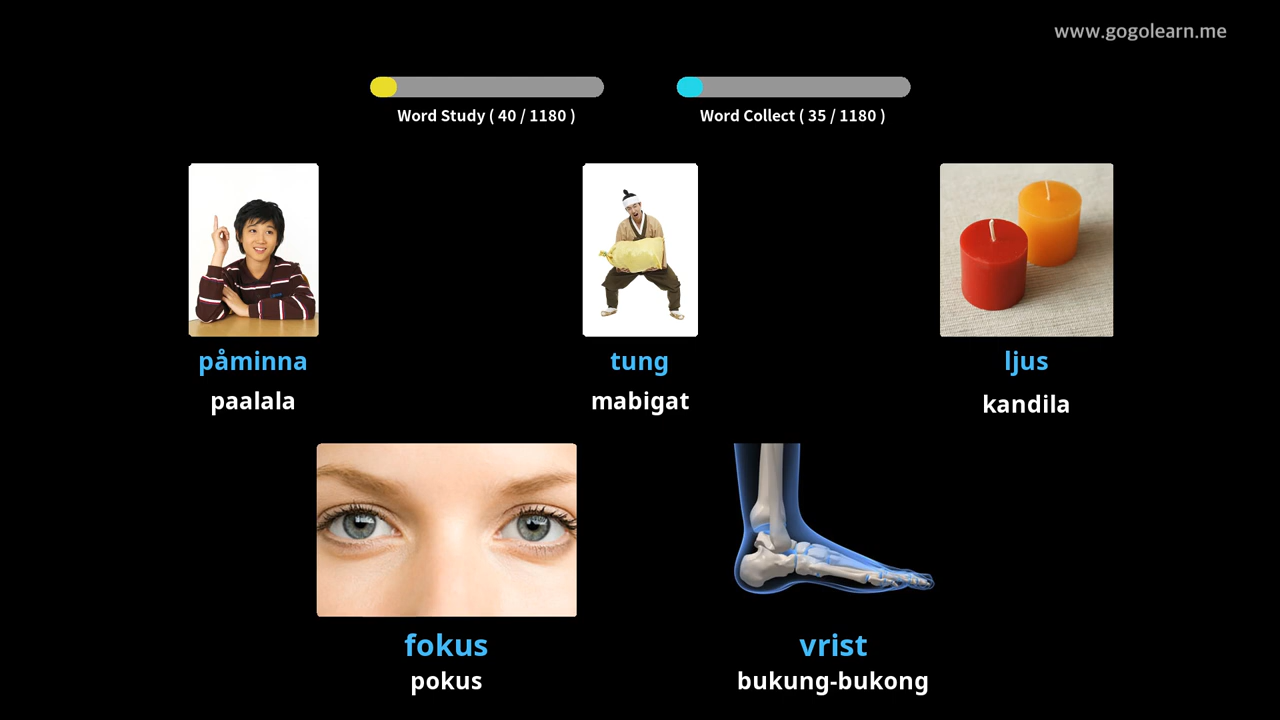 www.gogolearn.me
Word Study ( 40 / 1180 )
Word Collect ( 35 / 1180 )
påminna
paalala
tung
mabigat
ljus
kandila
fokus
pokus
vrist
bukung-bukong